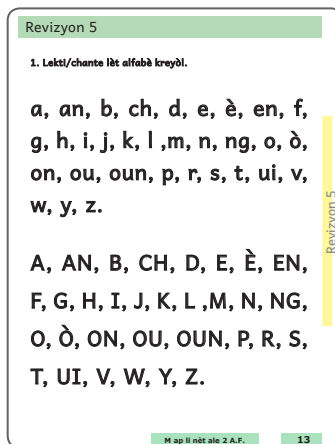 Revizyon 5
1. Lekti/chante lèt alfabè kreyòl.
a, an, b, ch, d, e, è, en, f,
g, h, i, j, k, l ,m, n, ng, o, ò,
on, ou, oun, p, r, s, t, ui, v,
w, y, z.
A, AN, B, CH, D, E, È, EN,
F, G, H, I, J, K, L ,M, N, NG,
O, Ò, ON, OU, OUN, P, R, S,
T, UI, V, W, Y, Z.
Revizyon 5
M ap li nèt ale 2 A.F.
13